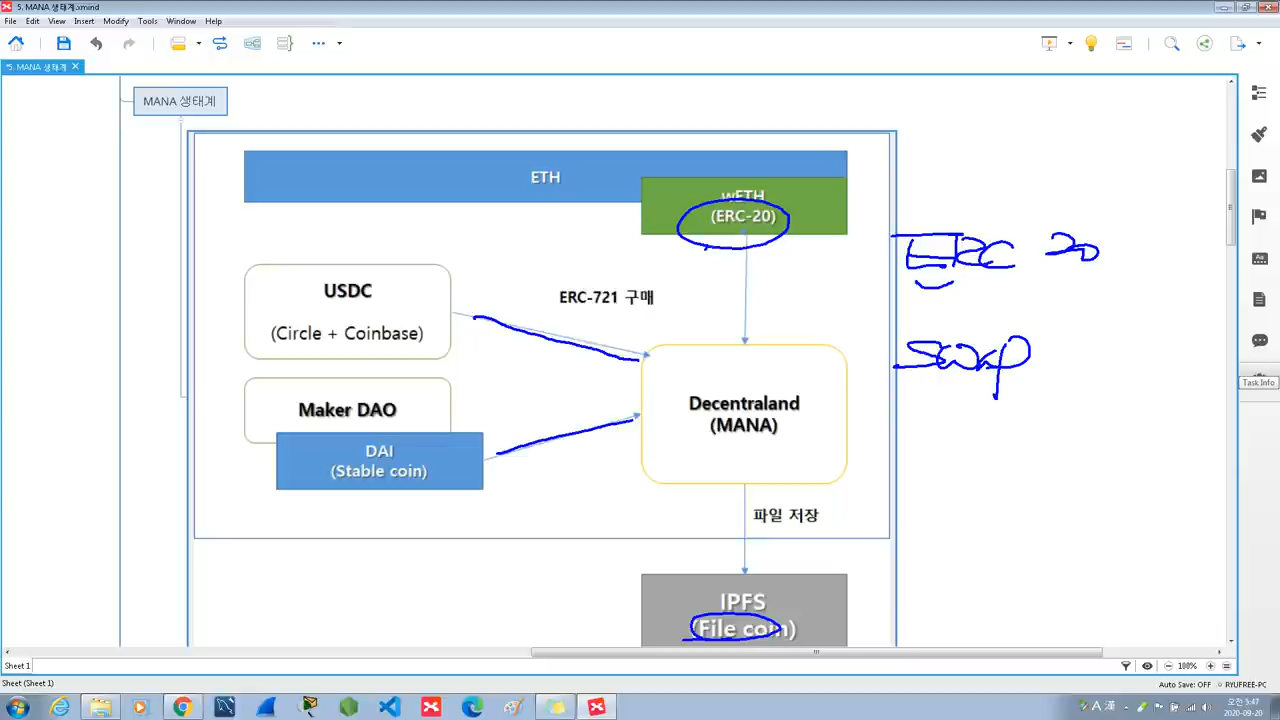 5. MANA 생태계.xmind
File Edit View Insert Modify Tools Window Help
*5. MANA 생태계
MANA 생태계
ETH
wETH
(ERC-20)
ERC 20
USDC
(Circle + Coinbase)
ERC-721 구매
swap
Maker DAO
DAI
(Stable coin)
Decentraland
(MANA)
Task Info
파일 저장
IPFS
(File coin)
Sheet 1
100%
Sheet (Sheet 1)
Auto Save: OFF
RYUFREE-PC
A 漢
오전 5:47
2020-09-20